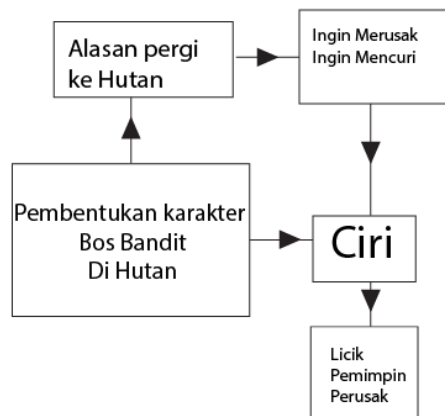 Alasan pergi
ke Hutan
Ingin Merusak
Ingin Mencuri
Pembentukan karakter
Bos Bandit
Di Hutan
Ciri
Licik
Pemimpin
Perusak